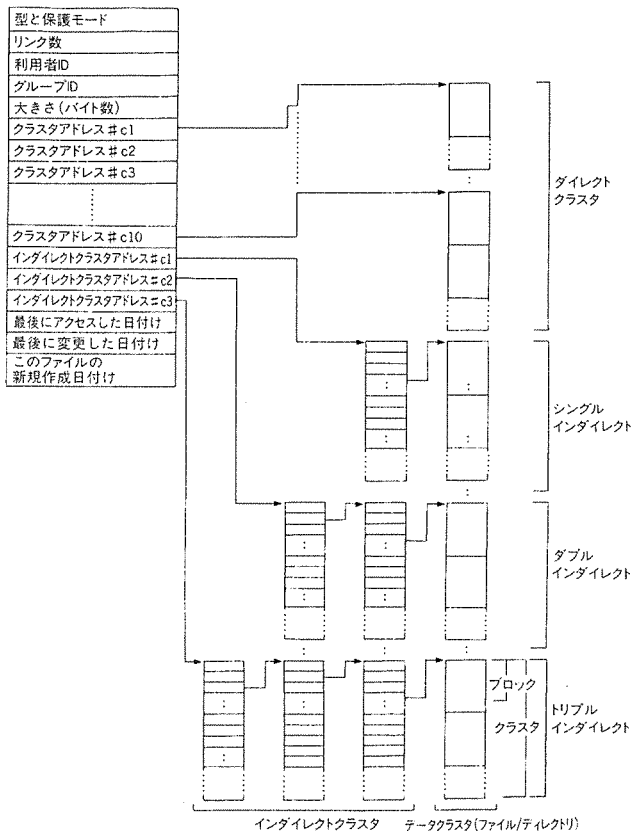 型と保護モード
リンク数
利用者ID
グループID
大きさ(バイト数)
クラスタアドレス#c1
クラスタアドレス#c2
クラスタアドレス#c3
クラスタアドレス#c10
インダイレクトクラスタアドレス#c1
インダイレクトクラスタアドレス#c2
インダイレクトクラスタアドレス#c3
最後にアクセスした日付け
最後に変更した日付け
このファイルの
新規作成日付け
ダイレクト
クラスタ
シングル
インダイレクト
ダブル
インダイレクト
ブロック
クラスタ
トリプル
インダイレクト
インダイレクトクラスタ
データクラスタ(ファイル/ディレクトリ)